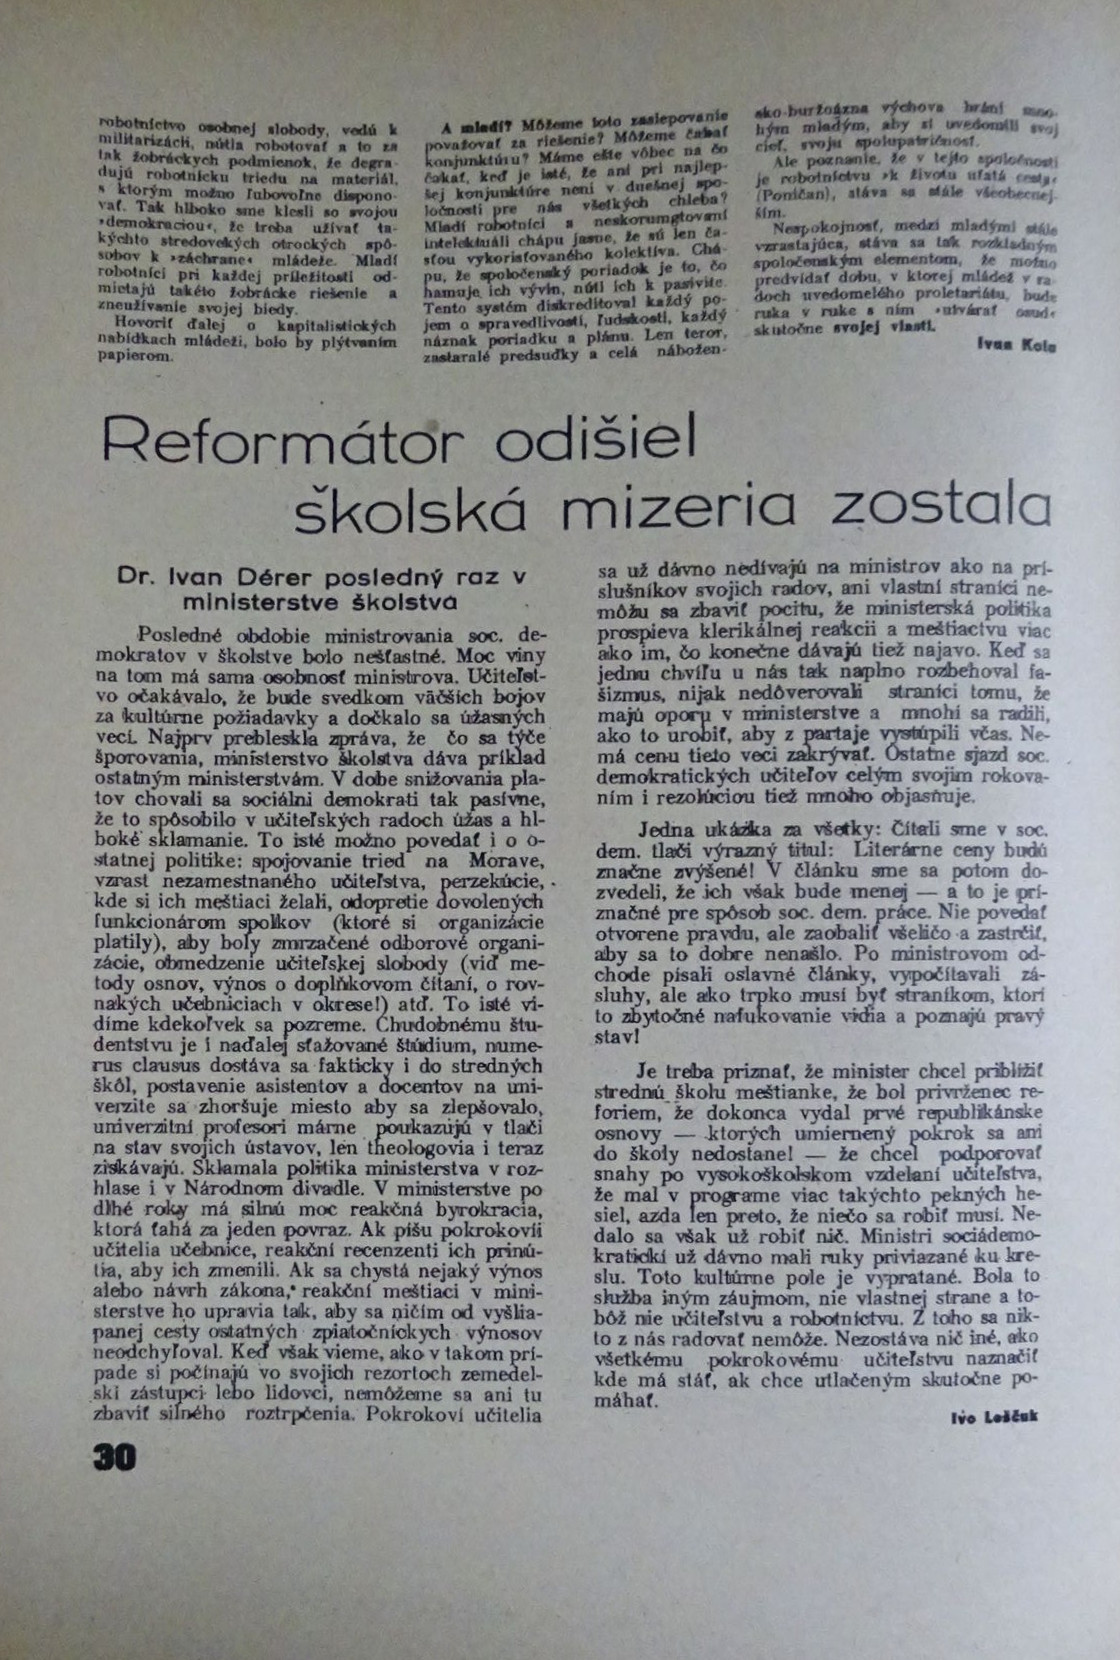 robotníctvo osobnej slobody, vedú k
militarizácii, nútia robotovať a to za
tak žobráckych podmienok, že degra-
dujú robotnícku triedu na materiál,
s ktorým možno ľubovoľne dispono-
vať. Tak hlboko sme klesli so svojou
»demokraciou«, že treba užívať ta-
kýchto stredovekých otrockých spô-
sobov k »záchrane« mládeže. Mladí
robotníci pri každej príležitosti od-
mietajú takéto žobrácke riešenie a
zneužívanie svojej biedy.
Hovoriť ďalej o kapitalistických
nabídkach mládeži, bolo by plýtvaním
papierom.
A mladí? Môžeme toto zaslepovanie
považovať za riešenie? Môžeme čakať
konjunktúru? Máme ešte vôbec na čo
čakať, keď je isté, že ani pri najlep-
šej konjunktúre není v dnešnej spo-
ločnosti pre nás všetkých chleba?
Mladí robotníci a neskorumptovaní
intelektuáli chápu jasne, že sú len ča-
sťou vykorisťovaného kolektíva. Chá-
pu, že spoločenský poriadok je to, čo
hamuje ich vývin, núti ich k pasivite.
Tento systém diskreditoval každý po-
jem o spravedlivosti, ľudskosti, každý
náznak poriadku a plánu. Len teror,
zastaralé predsudky a celá nábožen-
sko-buržoázna výchova bráni mno-
hým mladým, aby si uvedomili svoj
cieľ, svoju spolupatričnosť.
Ale poznanie, že v tejto spoločnosti
je robotníctvu »k životu uťatá cesta«
(Poničan), stáva sa stále všeobecnej-
ším.
Nespokojnosť, medzi mladými stále
vzrastajúca, stáva sa tak rozkladným
spoločenským elementom, že možno
predvídať dobu, v ktorej mládež v ra-
doch uvedomelého proletariátu, bude
ruka v ruke s ním »utvárať osud«
skutočne svojej vlasti.
Ivan Kola
Reformátor odišiel
školská mizeria zostala
Dr. Ivan Dérer posledný raz v
ministerstve školstva
Posledné obdobie ministrovania soc. de-
mokratov v školstve bolo nešťastné. Moc viny
na tom má sama osobnosť ministrova. Učiteľst-
vo očakávalo, že bude svedkom väčších bojov
za kultúrne požiadavky a dočkalo sa úžasných
vecí. Najprv prebleskla zpráva, že čo sa týče
šporovania, ministerstvo školstva dáva príklad
ostatným ministerstvám. V dobe snižovania pla-
tov chovali sa sociálni demokrati tak pasívne,
že to spôsobilo v učiteľských radoch úžas a hl-
boké sklamanie. To isté možno povedať i o o-
statnej politike: spojovanie tried na Morave,
vzrast nezamestnaného učiteľstva, perzekúcie,
kde si ich meštiaci želali, odopretie dovolených
funkcionárom spolkov (ktoré si organizácie
platily), aby boly zmrzačené odborové organi-
zácie, obmedzenie učiteľskej slobody (viď me-
tody osnov, výnos o doplňkovom čítaní, o rov-
nakých učebniciach v okrese!) atď. To isté vi-
díme kdekoľvek sa pozreme. Chudobnému štu-
dentstvu je i naďalej sťažované štúdium, nume-
rus clausus dostáva sa fakticky i do stredných
škôl, postavenie asistentov a docentov na uni-
verzite sa zhoršuje miesto aby sa zlepšovalo,
univerzitní profesori márne poukazujú v tlači
na stav svojich ústavov, len theologovia i teraz
získávajú. Sklamala politika ministerstva v roz-
hlase i v Národnom divadle. V ministerstve po
dlhé roky má silnú moc reakčná byrokracia,
ktorá ťahá za jeden povraz. Ak píšu pokrokovíi
učitelia učebnice, reakční recenzenti ich prinú-
tia, aby ich zmenili. Ak sa chystá nejaký výnos
alebo návrh zákona, reakční meštiaci v mini-
sterstve ho upravia tak, aby sa ničím od vyšlia-
panej cesty ostatných zpiatočníckych výnosov
neodchyľoval. Keď však vieme, ako v takom prí-
pade si počínajú vo svojich rezortoch zemedel-
ski zástupci lebo lidovci, nemôžeme sa ani tu
zbaviť silného roztrpčenia. Pokrokoví učitelia
sa už dávno nedívajú na ministrov ako na prí-
slušníkov svojich radov, ani vlastní straníci ne-
môžu sa zbaviť pocitu, že ministerská politika
prospieva klerikálnej reakcii a meštiactvu viac
ako im, čo konečne dávajú tiež najavo. Keď sa
jednu chvíľu u nás tak naplno rozbehoval fa-
šizmus, nijak nedôverovali straníci tomu, že
majú oporu v ministerstve a mnohí sa radili,
ako to urobiť, aby z partaje vystúpili včas. Ne-
má cenu tieto veci zakrývať. Ostatne sjazd soc.
demokratických učiteľov celým svojim rokova-
ním i rezolúciou tiež mnoho objasňuje.
Jedna ukážka za všetky: Čítali sme v soc.
dem. tlači výrazný titul: Literárne ceny budú
značne zvýšené! V článku sme sa potom do-
zvedeli, že ich však bude menej — a to je prí-
značné pre spôsob soc. dem. práce. Nie povedať
otvorene pravdu, ale zaobaliť všeličo a zastrčiť,
aby sa to dobre nenašlo. Po ministrovom od-
chode písali oslavné články, vypočítavali zá-
sluhy, ale ako trpko musí byť straníkom, ktorí
to zbytočné nafukovanie vidia a poznajú pravý
stav!
Je treba priznať, že minister chcel priblížiť
strednú školu meštianke, že bol privrženec re-
foriem, že dokonca vydal prvé republikánske
osnovy — ktorých umiernený pokrok sa ani
do školy nedostane! — že chcel podporovať
snahy po vysokoškolskom vzdelaní učiteľstva,
že mal v programe viac takýchto pekných he-
siel, azda len preto, že niečo sa robiť musí. Ne-
dalo sa však už robiť nič. Ministri sociádemo-
kratickí už dávno mali ruky priviazané ku kre-
slu. Toto kultúrne pole je vypratané. Bola to
služba iným záujmom, nie vlastnej strane a to-
bôž nie učiteľstvu a robotníctvu. Z toho sa nik-
to z nás radovať nemôže. Nezostáva nič iné, ako
všetkému pokrokovému učiteľstvu naznačiť
kde má stáť, ak chce utlačeným skutočne po-
máhať.
Ivo Leščuk
30